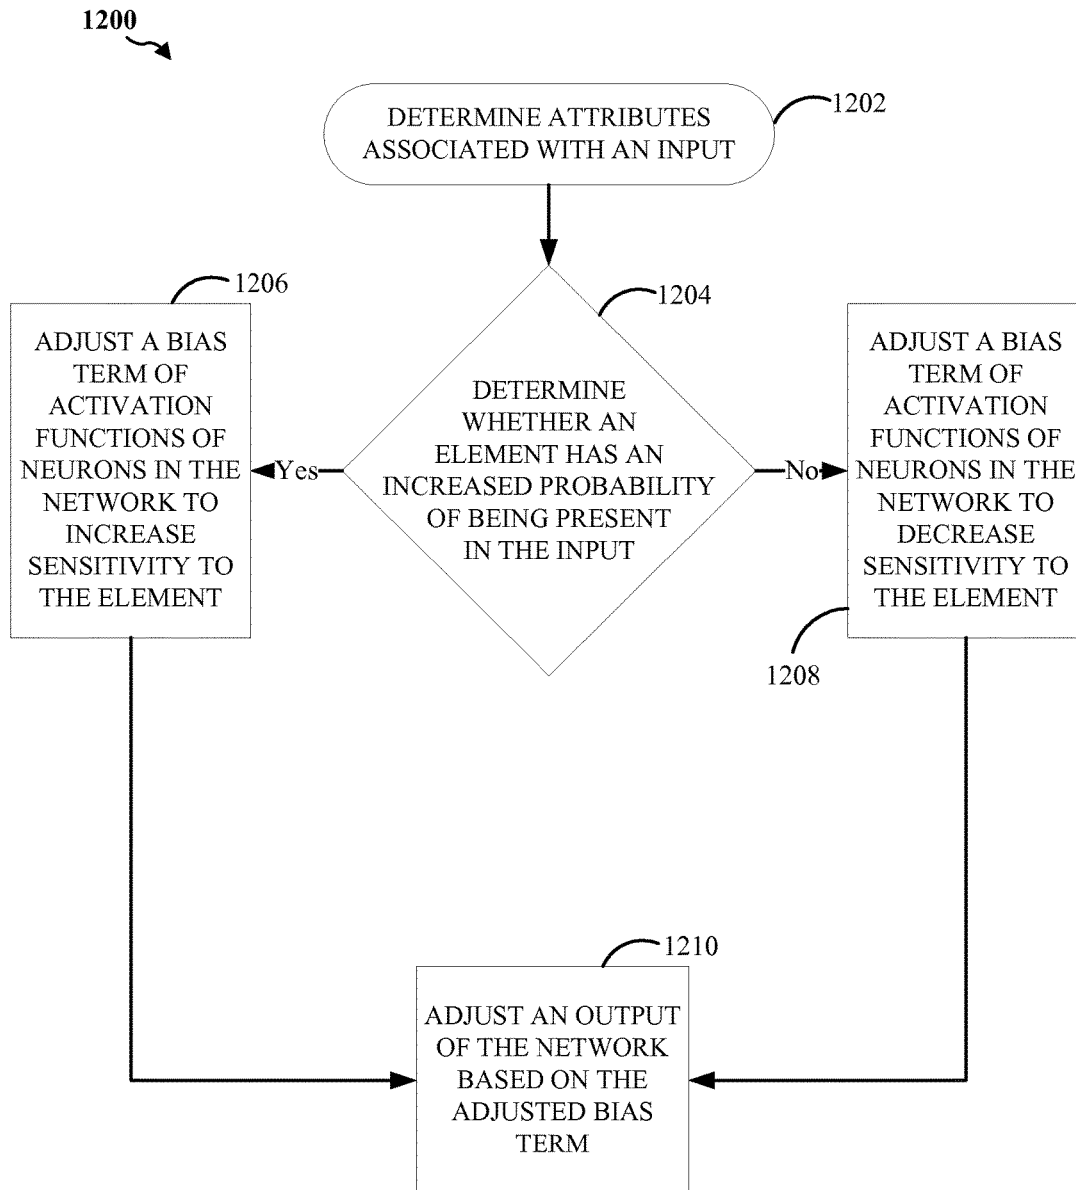 1200
DETERMINE ATTRIBUTES
ASSOCIATED WITH AN INPUT
1202
1204
DETERMINE
WHETHER AN
ELEMENT HAS AN
INCREASED PROBABILITY
OF BEING PRESENT
IN THE INPUT
Yes
No
1206
ADJUST A BIAS
TERM OF
ACTIVATION
FUNCTIONS OF
NEURONS IN THE
NETWORK TO
INCREASE
SENSITIVITY TO
THE ELEMENT
ADJUST A BIAS
TERM OF
ACTIVATION
FUNCTIONS OF
NEURONS IN THE
NETWORK TO
DECREASE
SENSITIVITY TO
THE ELEMENT
1208
1210
ADJUST AN OUTPUT
OF THE NETWORK
BASED ON THE
ADJUSTED BIAS
TERM